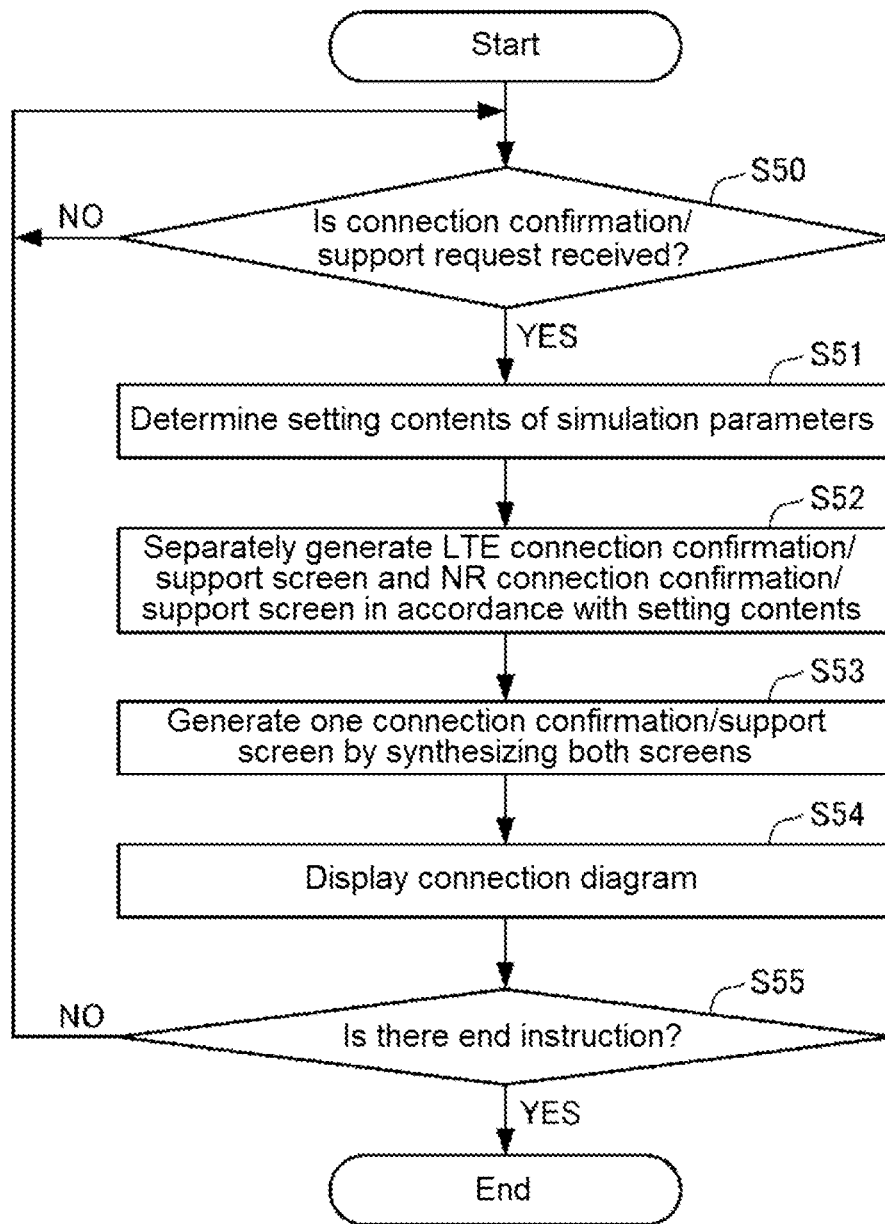 Start
S50
NO
Is connection confirmation/
support request received?
YES
S51
Determine setting contents of simulation parameters
S52
Separately generate LTE connection confirmation/
support screen and NR connection confirmation/
support screen in accordance with setting contents
S53
Generate one connection confirmation/support
screen by synthesizing both screens
S54
Display connection diagram
S55
NO
Is there end instruction?
YES
End